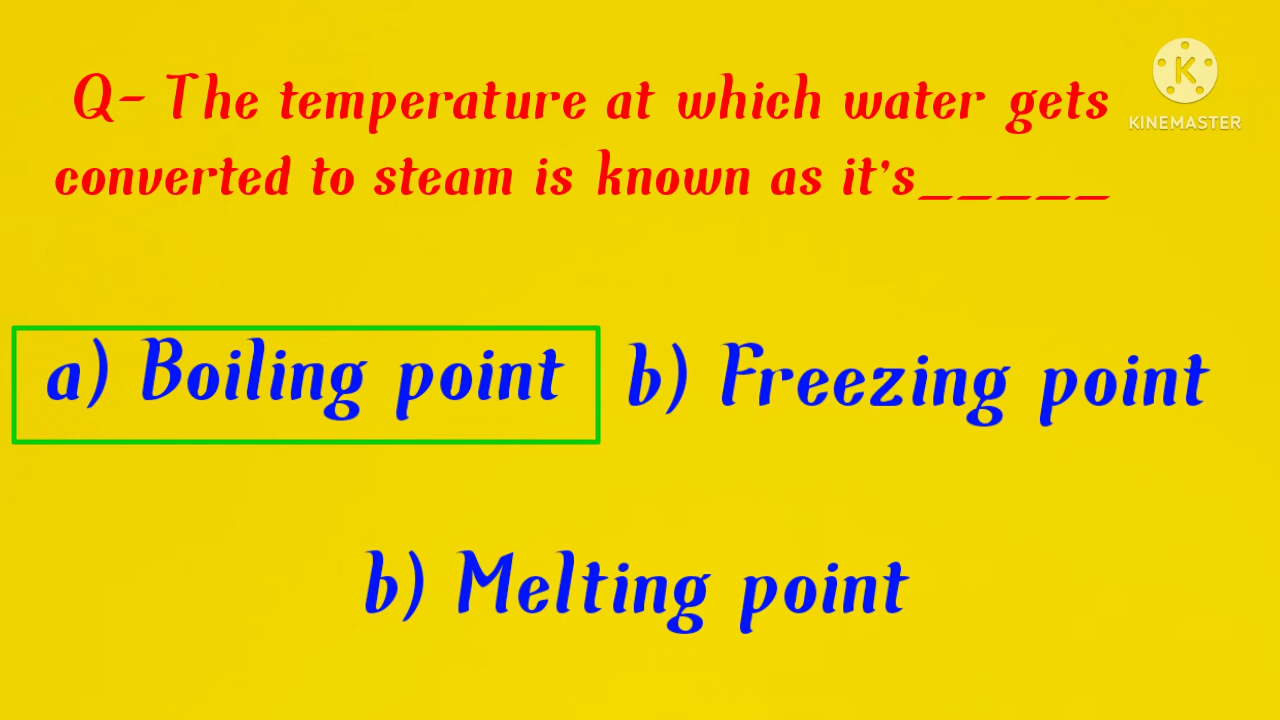 Q- The temperature at which water gets
converted to steam is known as it's_____
KINEMASTER
a) Boiling point
b) Freezing point
b) Melting point